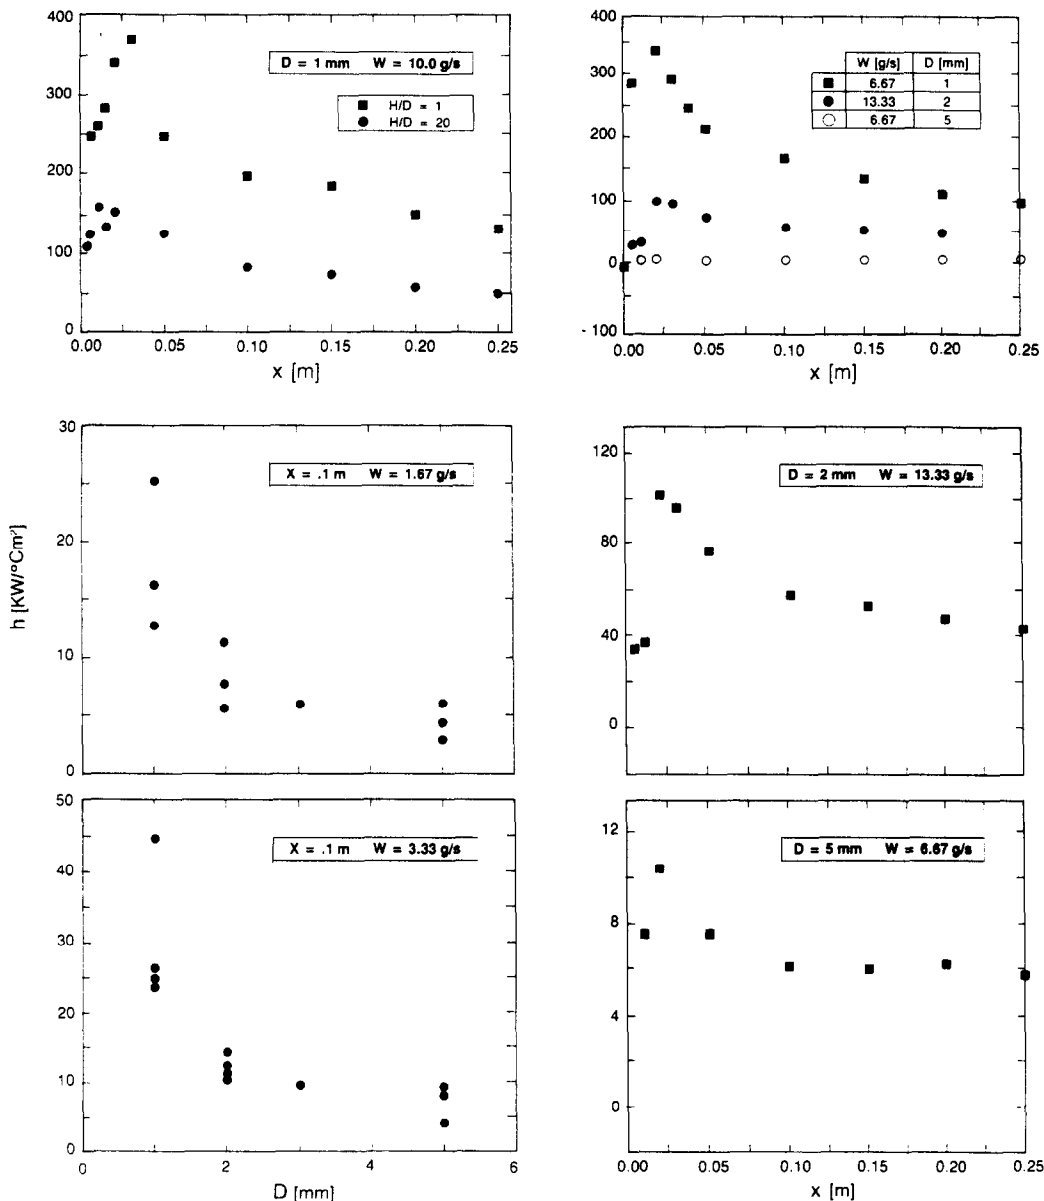 400
300
200
100
0
D = 1 mm W = 10.0 g/s
H/D = 1
H/D = 20
0.00 0.05 0.10 0.15 0.20 0.25
x [m]
400
300
200
100
0
- 100
W [g/s] D [mm]
6.67 1
13.33 2
6.67 5
0.00 0.05 0.10 0.15 0.20 0.25
x [m]
h [KW/°Cm²]
30
20
10
0
X = .1 m W = 1.67 g/s
120
80
40
0
D = 2 mm W = 13.33 g/s
50
40
30
20
10
0
X = .1 m W = 3.33 g/s
0 2 4 6
D [mm]
12
8
4
0
D = 5 mm W = 6.67 g/s
0.00 0.05 0.10 0.15 0.20 0.25
x [m]